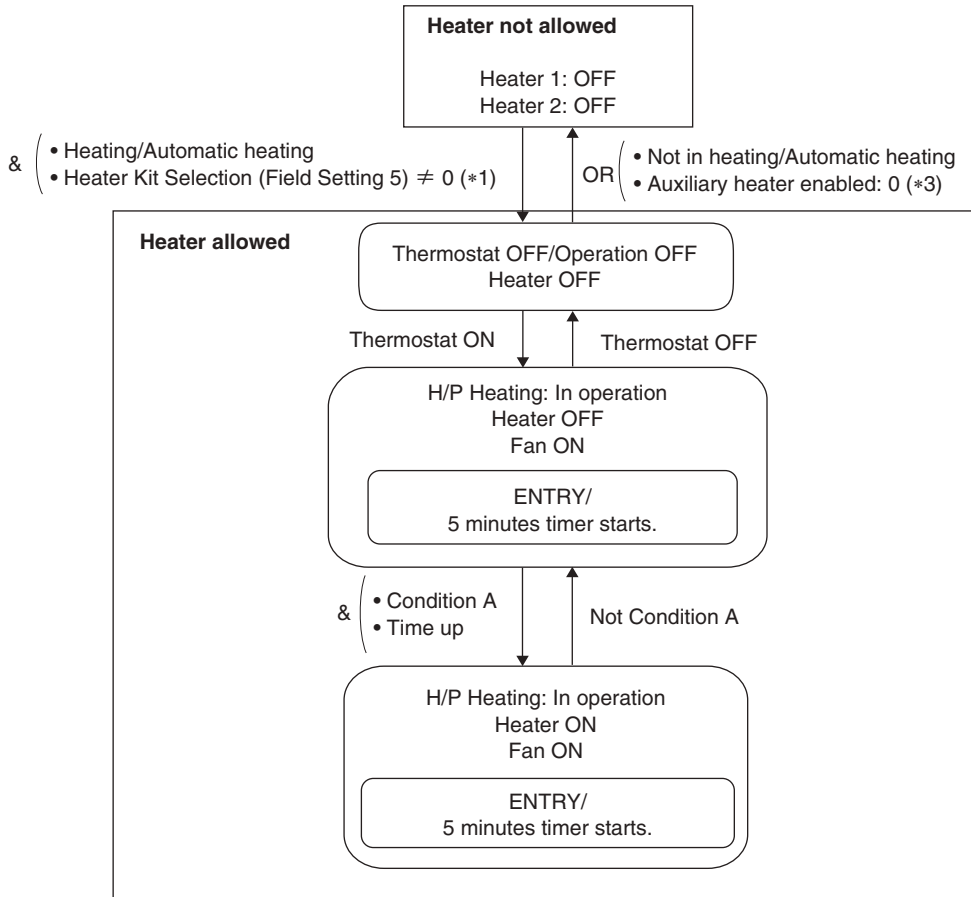 Heater not allowed
Heater 1: OFF
Heater 2: OFF
& • Heating/Automatic heating
• Heater Kit Selection (Field Setting 5) ≠ 0 (*1)
OR • Not in heating/Automatic heating
• Auxiliary heater enabled: 0 (*3)
Heater allowed
Thermostat OFF/Operation OFF
Heater OFF
Thermostat ON
Thermostat OFF
H/P Heating: In operation
Heater OFF
Fan ON
ENTRY/
5 minutes timer starts.
& • Condition A
• Time up
Not Condition A
H/P Heating: In operation
Heater ON
Fan ON
ENTRY/
5 minutes timer starts.